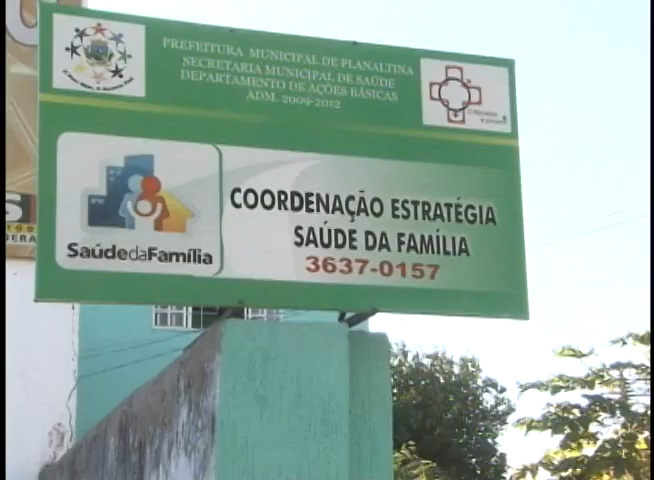 PREFEITURA MUNICIPAL DE PLANALTINA
SECRETARIA MUNICIPAL DE SAÚDE
DEPARTAMENTO DE AÇÕES BÁSICAS
ADM. 2009-2012
SaúdedaFamília
COORDENAÇÃO ESTRATÉGIA
SAÚDE DA FAMÍLIA
3637-0157